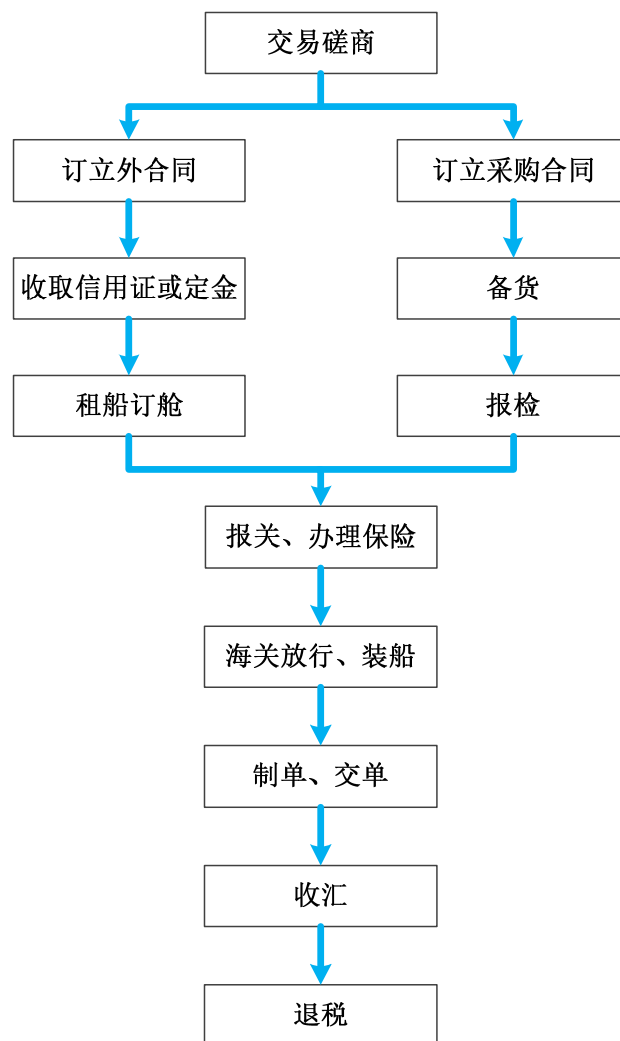 交易磋商
订立外合同
订立采购合同
收取信用证或定金
备货
租船订舱
报检
报关、办理保险
海关放行、装船
制单、交单
收汇
退税